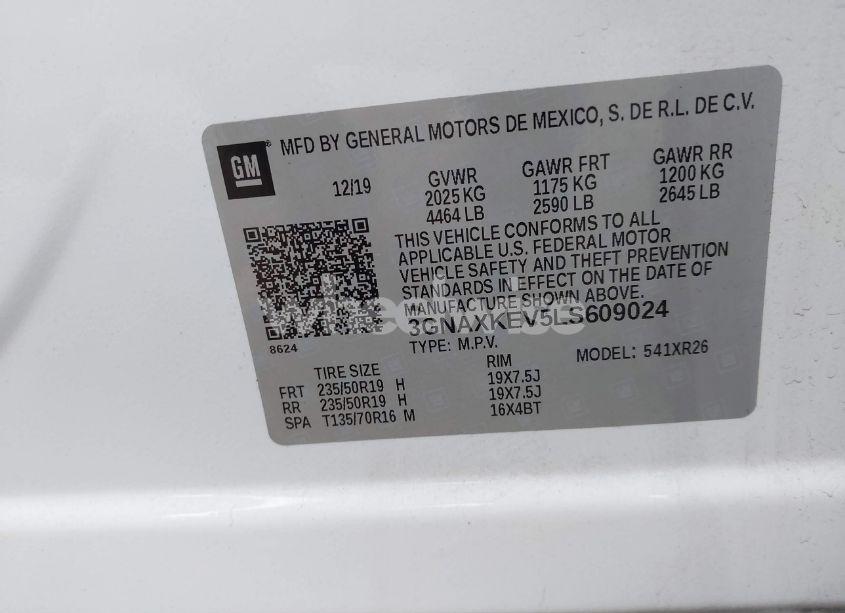 MFD BY GENERAL MOTORS DE MEXICO, S. DE R.L. DE C.V.
GM
12/19
GVWR
2025 KG
4464 LB
GAWR FRT
1175 KG
2590 LB
GAWR RR
1200 KG
2645 LB
THIS VEHICLE CONFORMS TO ALL
APPLICABLE U.S. FEDERAL MOTOR
VEHICLE SAFETY AND THEFT PREVENTION
STANDARDS IN EFFECT ON THE DATE OF
MANUFACTURE SHOWN ABOVE.
3GNAXKEV5LS609024
TYPE: M.P.V.
MODEL: 541XR26
8624
TIRE SIZE RIM
FRT 235/50R19 H 19X7.5J
RR 235/50R19 H 19X7.5J
SPA T135/70R16 M 16X4BT